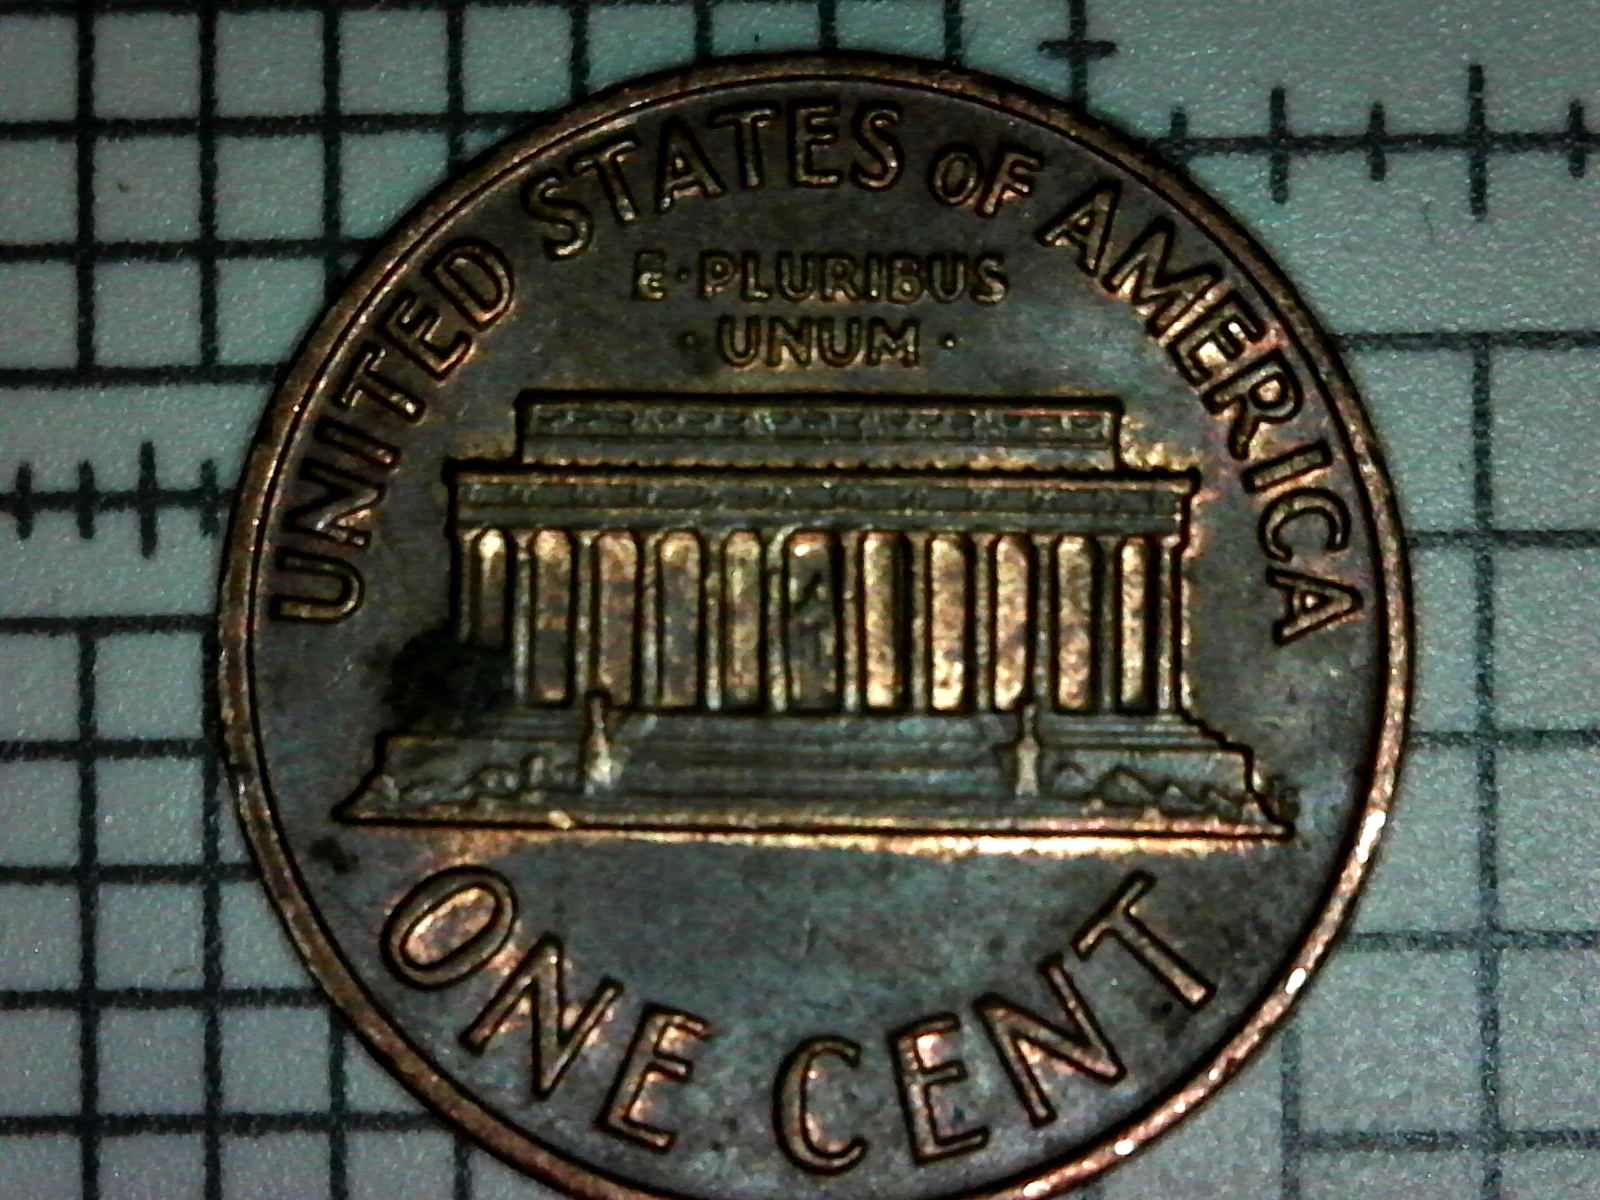 UNITED STATES OF AMERICA
E·PLURIBUS
·UNUM·
ONE CENT